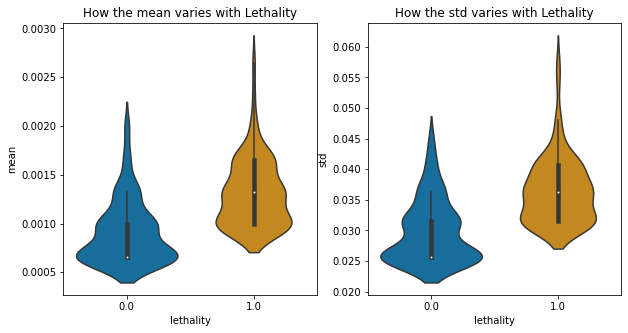 How the mean varies with Lethality
0.0030
0.0025
0.0020
0.0015
0.0010
0.0005
mean
0.0 1.0
lethality
How the std varies with Lethality
0.060
0.055
0.050
0.045
0.040
0.035
0.030
0.025
0.020
std
0.0 1.0
lethality